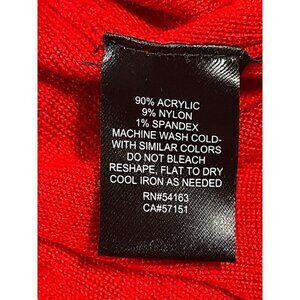 90% ACRYLIC
9% NYLON
1% SPANDEX
MACHINE WASH COLD-
WITH SIMILAR COLORS
DO NOT BLEACH
RESHAPE, FLAT TO DRY
COOL IRON AS NEEDED
RN#54163
CA#57151